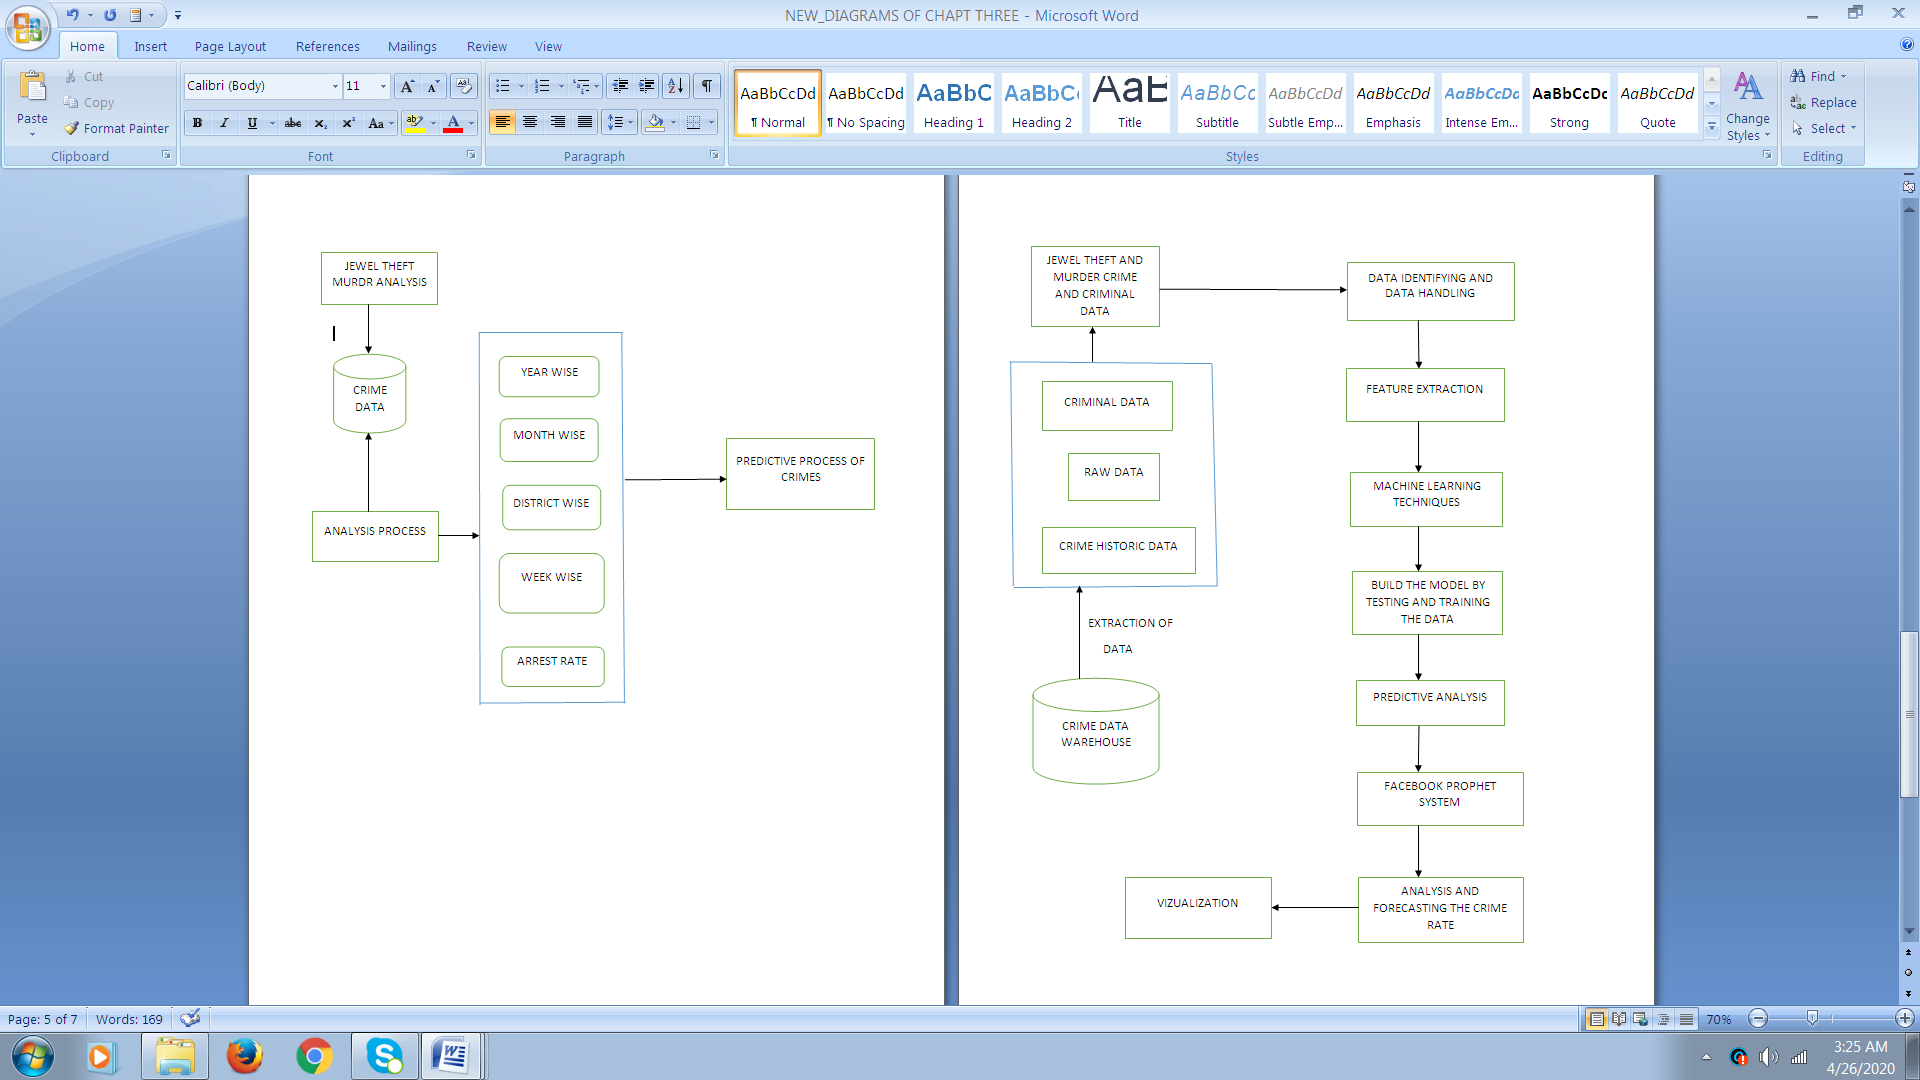 NEW_DIAGRAMS OF CHAPT THREE - Microsoft Word
Home Insert Page Layout References Mailings Review View
Paste
Cut
Copy
Format Painter
Clipboard
Calibri (Body) 11
B I U abc x₂ x² Aa
Font
Paragraph
AaBbCcDd AaBbCcDd AaBbC AaBbC AaB AaBbCc AaBbCcDd AaBbCcDd AaBbCcDd AaBbCcDc AaBbCcDd
¶ Normal ¶ No Spacing Heading 1 Heading 2 Title Subtitle Subtle Emp... Emphasis Intense Em... Strong Quote
Change
Styles
Styles
Find
Replace
Select
Editing
JEWEL THEFT
MURDR ANALYSIS
CRIME
DATA
ANALYSIS PROCESS
YEAR WISE
MONTH WISE
DISTRICT WISE
WEEK WISE
ARREST RATE
PREDICTIVE PROCESS OF
CRIMES
JEWEL THEFT AND
MURDER CRIME
AND CRIMINAL
DATA
CRIMINAL DATA
RAW DATA
CRIME HISTORIC DATA
EXTRACTION OF
DATA
CRIME DATA
WAREHOUSE
DATA IDENTIFYING AND
DATA HANDLING
FEATURE EXTRACTION
MACHINE LEARNING
TECHNIQUES
BUILD THE MODEL BY
TESTING AND TRAINING
THE DATA
PREDICTIVE ANALYSIS
FACEBOOK PROPHET
SYSTEM
ANALYSIS AND
FORECASTING THE CRIME
RATE
VIZUALIZATION
Page: 5 of 7 Words: 169
70%
3:25 AM
4/26/2020